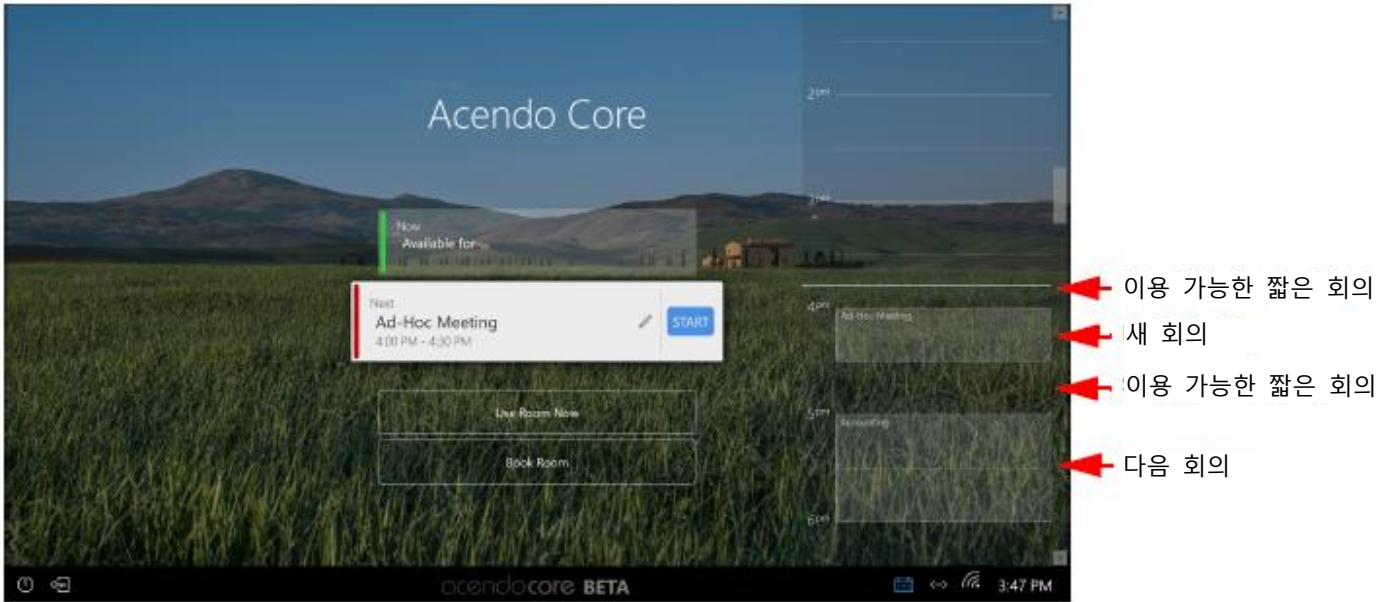 Acendo Core
2pm
3pm
Now
Available for
Next
Ad-Hoc Meeting
4:00 PM - 4:30 PM
START
Use Room Now
Book Room
4pm
Ad-Hoc Meeting
5pm
Accounting
6pm
이용 가능한 짧은 회의
새 회의
이용 가능한 짧은 회의
다음 회의
acendocore BETA
3:47 PM